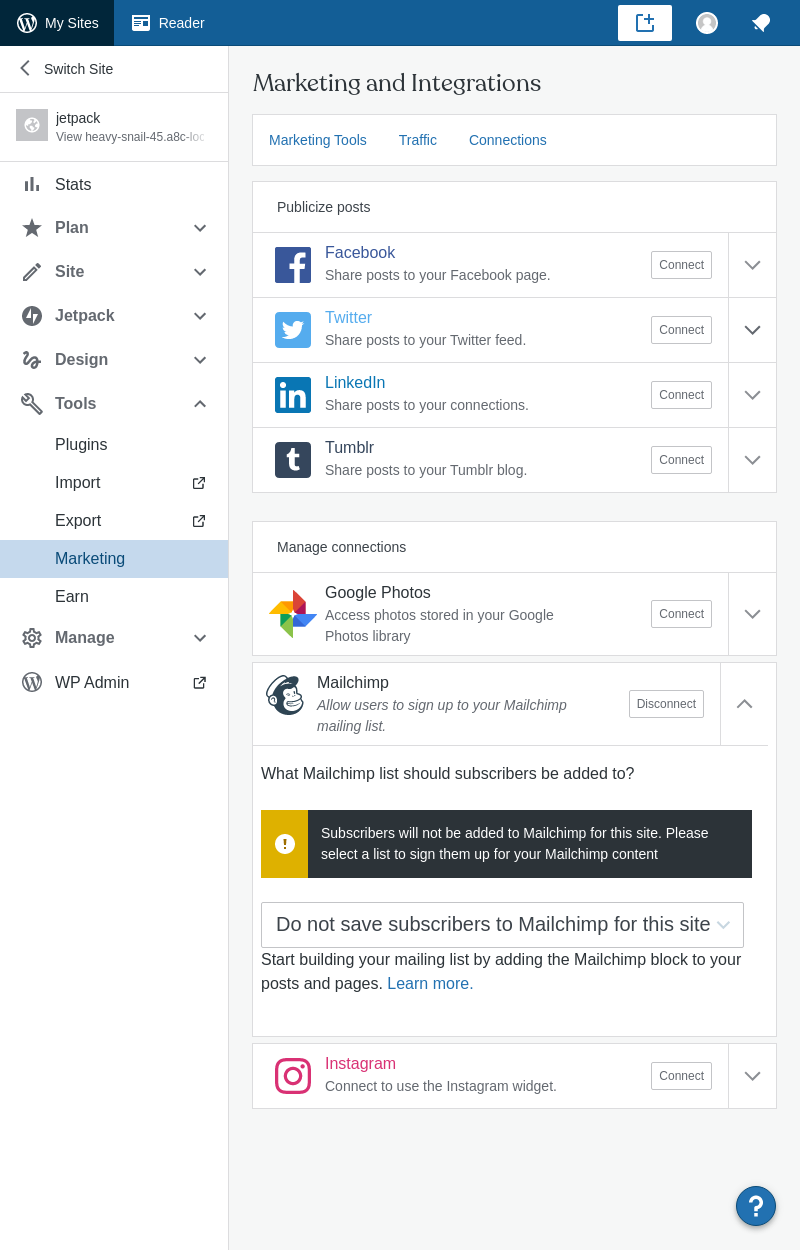 My Sites
Reader
Switch Site
jetpack
View heavy-snail-45.a8c-loc
Stats
Plan
Site
Jetpack
Design
Tools
Plugins
Import
Export
Marketing
Earn
Manage
WP Admin
Marketing and Integrations
Marketing Tools
Traffic
Connections
Publicize posts
Facebook
Share posts to your Facebook page.
Connect
Twitter
Share posts to your Twitter feed.
Connect
LinkedIn
Share posts to your connections.
Connect
Tumblr
Share posts to your Tumblr blog.
Connect
Manage connections
Google Photos
Access photos stored in your Google
Photos library
Connect
Mailchimp
Allow users to sign up to your Mailchimp
mailing list.
Disconnect
What Mailchimp list should subscribers be added to?
Subscribers will not be added to Mailchimp for this site. Please
select a list to sign them up for your Mailchimp content
Do not save subscribers to Mailchimp for this site
Start building your mailing list by adding the Mailchimp block to your
posts and pages. Learn more.
Instagram
Connect to use the Instagram widget.
Connect
?